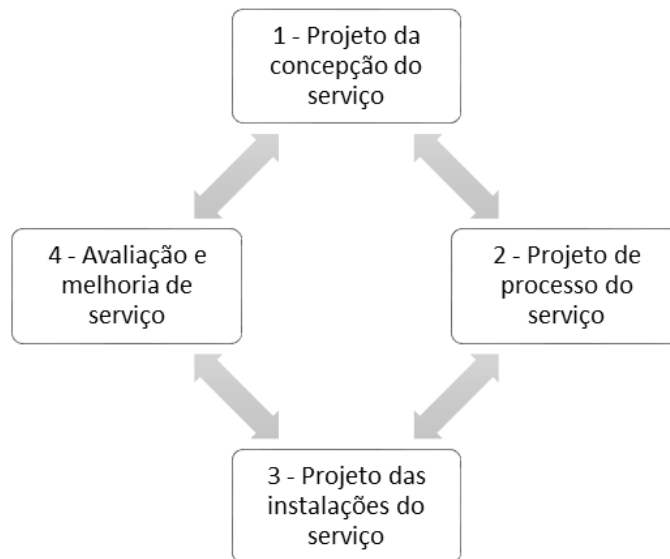 1 - Projeto da
concepção do
serviço
4 - Avaliação e
melhoria de
serviço
2 - Projeto de
processo do
serviço
3 - Projeto das
instalações do
serviço